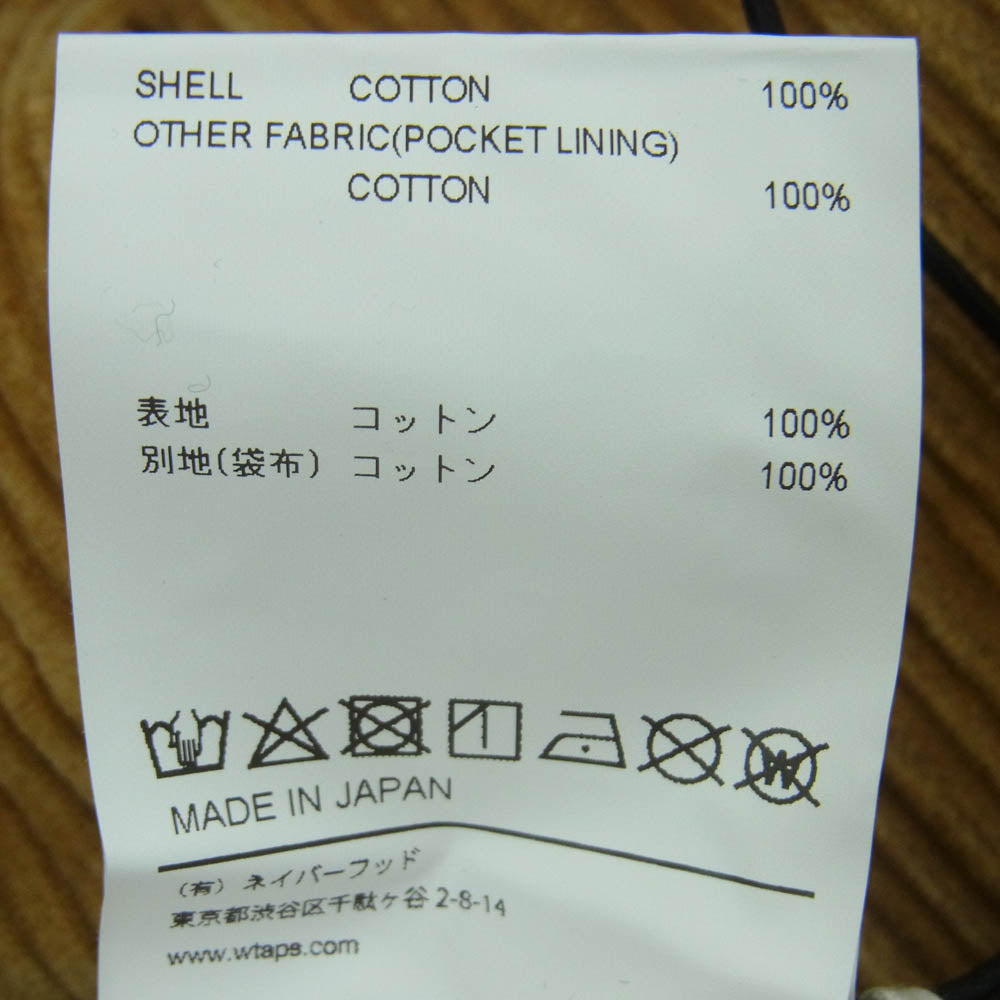 SHELL COTTON 100%
OTHER FABRIC(POCKET LINING)
COTTON 100%
表地 コットン 100%
別地(袋布) コットン 100%
MADE IN JAPAN
(有) ネイバーフッド
東京都渋谷区千駄ヶ谷 2-8-14
www.wtaps.com